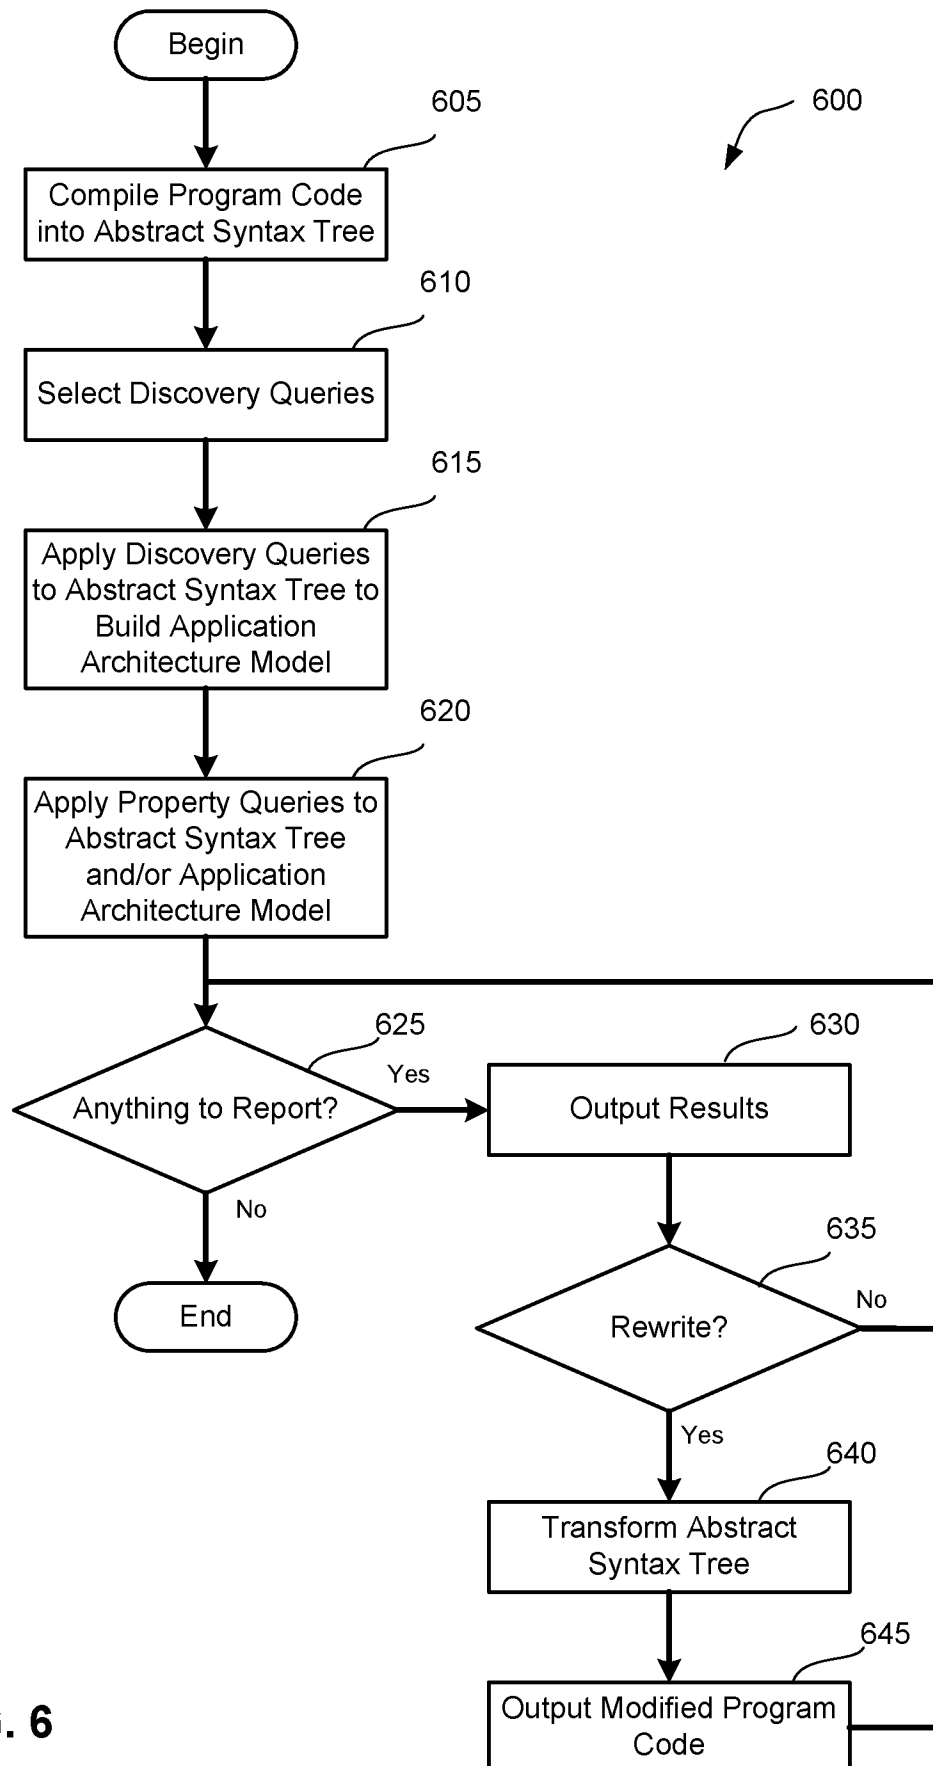 Begin
605
600
Compile Program Code
into Abstract Syntax Tree
610
Select Discovery Queries
615
Apply Discovery Queries
to Abstract Syntax Tree to
Build Application
Architecture Model
620
Apply Property Queries to
Abstract Syntax Tree
and/or Application
Architecture Model
625
630
Yes
Anything to Report?
Output Results
No
635
End
No
Rewrite?
Yes
640
Transform Abstract
Syntax Tree
645
Output Modified Program
Code
. 6